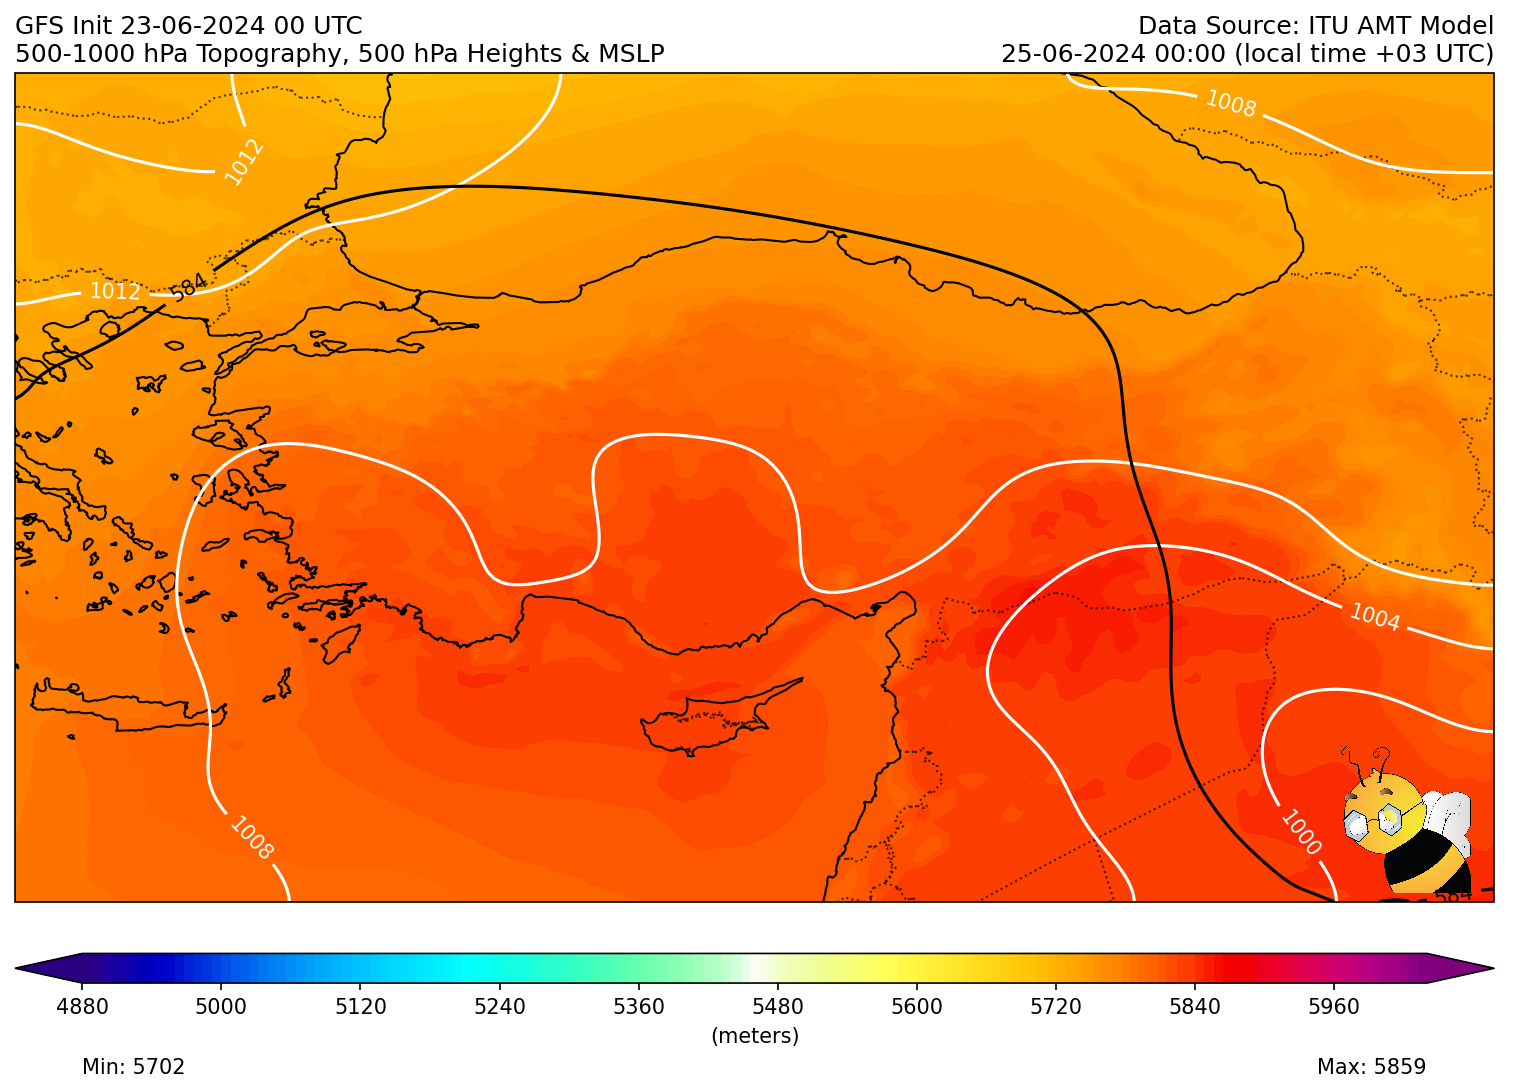 GFS Init 23-06-2024 00 UTC
Data Source: ITU AMT Model
500-1000 hPa Topography, 500 hPa Heights & MSLP
25-06-2024 00:00 (local time +03 UTC)
1008
1012
584
1012
1004
1008
1000
584
4880 5000 5120 5240 5360 5480 5600 5720 5840 5960
(meters)
Min: 5702
Max: 5859